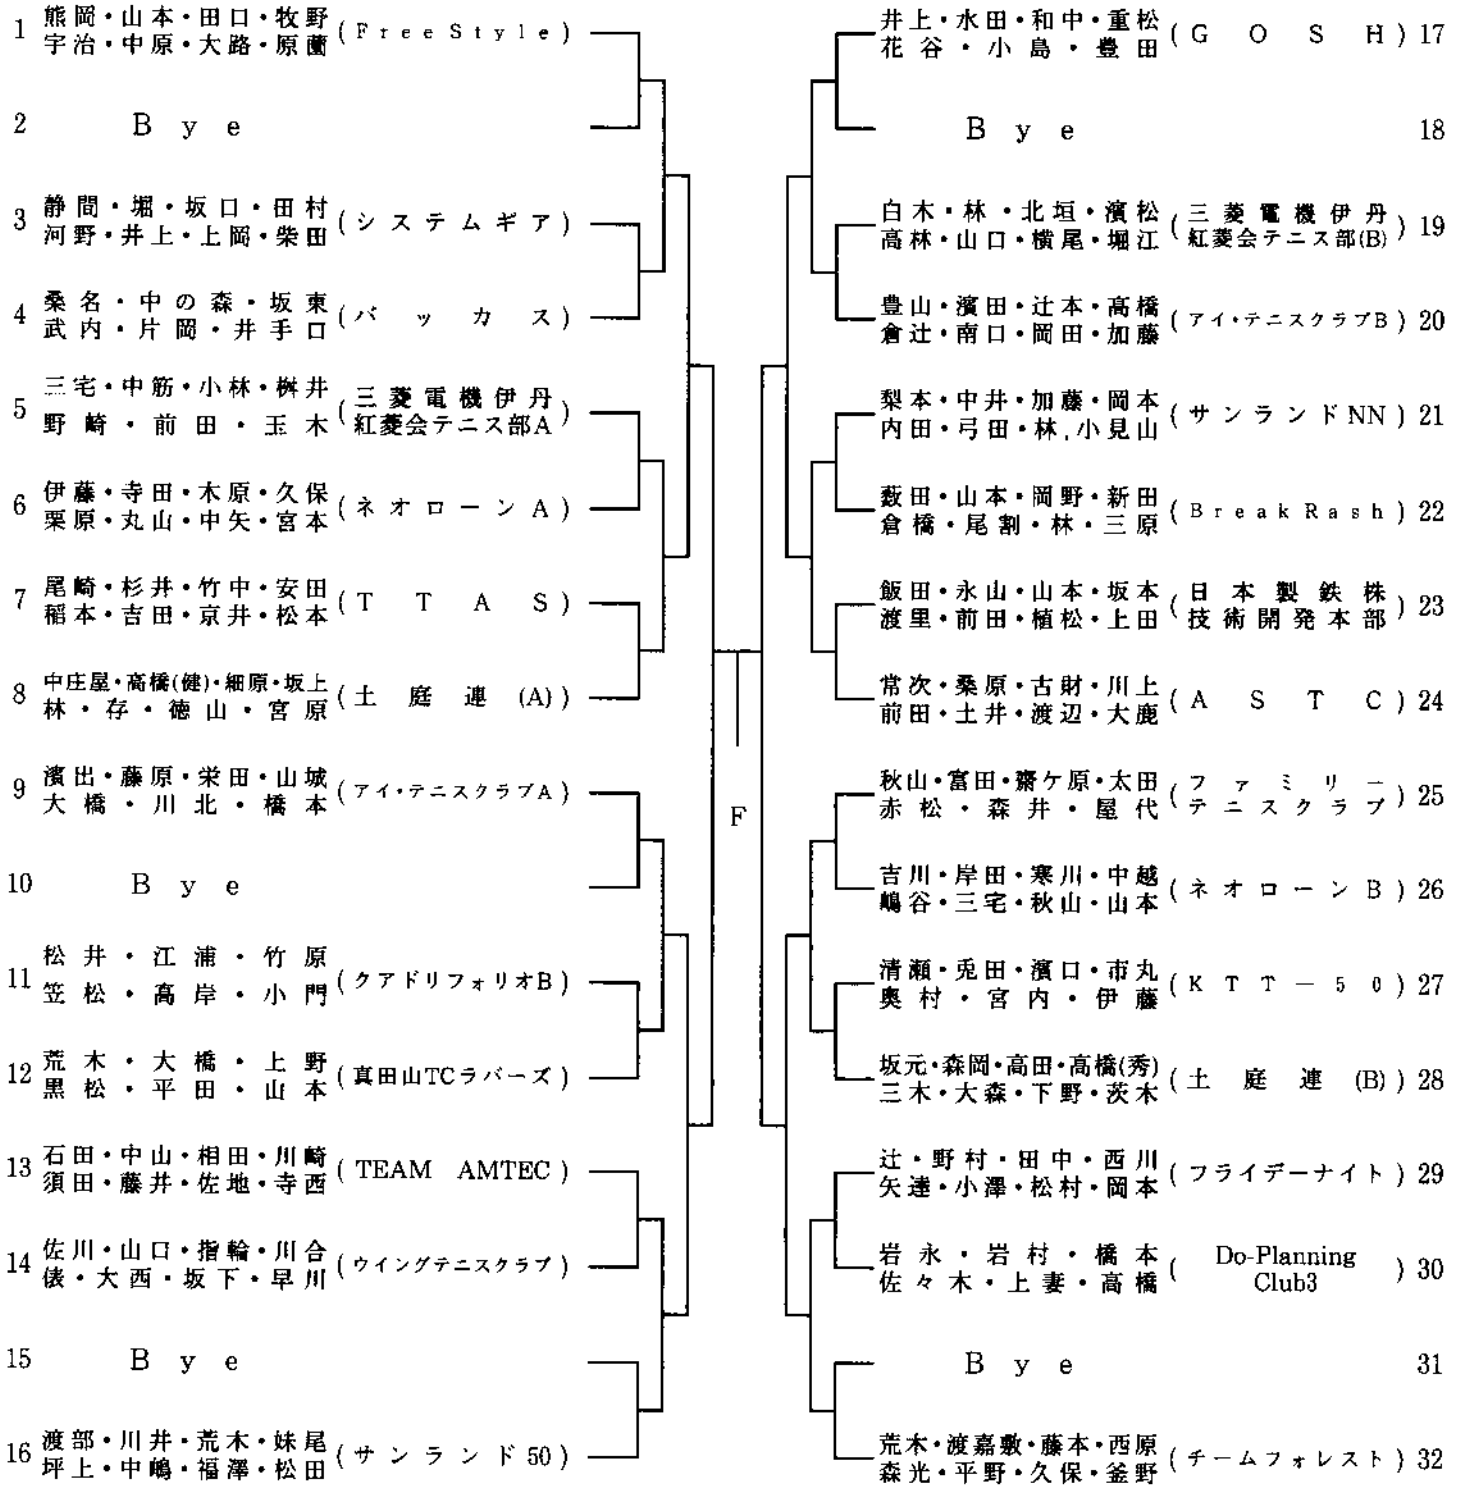 1 熊岡・山本・田口・牧野 (FreeStyle)
宇治・中原・大路・原薗
2 Bye
3 静間・堀・坂口・田村 (システムギア)
河野・井上・上岡・柴田
4 桑名・中の森・坂東 (バッカス)
武内・片岡・井手口
5 三宅・中筋・小林・桝井 (三菱電機伊丹
野崎・前田・玉木 紅菱会テニス部A)
6 伊藤・寺田・木原・久保 (ネオローンA)
栗原・丸山・中矢・宮本
7 尾崎・杉井・竹中・安田 (TTAS)
稲本・吉田・京井・松本
8 中庄屋・高橋(健)・細原・坂上 (土庭連(A))
林・存・徳山・宮原
9 濱出・藤原・栄田・山城 (アイ・テニスクラブA)
大橋・川北・橋本
10 Bye
11 松井・江浦・竹原 (クアドリフォリオB)
笠松・高岸・小門
12 荒木・大橋・上野 (真田山TCラバーズ)
黒松・平田・山本
13 石田・中山・相田・川崎 (TEAM AMTEC)
須田・藤井・佐地・寺西
14 佐川・山口・指輪・川合 (ウイングテニスクラブ)
俵・大西・坂下・早川
15 Bye
16 渡部・川井・荒木・妹尾 (サンランド50)
坪上・中嶋・福澤・松田
F
井上・水田・和中・重松 (GOSH) 17
花谷・小島・豊田
Bye 18
白木・林・北垣・濱松 (三菱電機伊丹
高林・山口・横尾・堀江 紅菱会テニス部(B)) 19
豊山・濱田・辻本・高橋 (アイ・テニスクラブB) 20
倉辻・南口・岡田・加藤
梨本・中井・加藤・岡本 (サンランドNN) 21
内田・弓田・林,小見山
薮田・山本・岡野・新田 (BreakRash) 22
倉橋・尾割・林・三原
飯田・永山・山本・坂本 (日本製鉄株
渡里・前田・植松・上田 技術開発本部) 23
常次・桑原・古財・川上 (ASTC) 24
前田・土井・渡辺・大鹿
秋山・富田・齋ケ原・太田 (ファミリー
赤松・森井・屋代 テニスクラブ) 25
吉川・岸田・寒川・中越 (ネオローンB) 26
嶋谷・三宅・秋山・山本
清瀬・兎田・濱口・市丸 (KTT―50) 27
奥村・宮内・伊藤
坂元・森岡・高田・高橋(秀) (土庭連(B)) 28
三木・大森・下野・茨木
辻・野村・田中・西川 (フライデーナイト) 29
矢達・小澤・松村・岡本
岩永・岩村・橋本 (Do-Planning
佐々木・上妻・高橋 Club3) 30
Bye 31
荒木・渡嘉敷・藤本・西原 (チームフォレスト) 32
森光・平野・久保・釜野